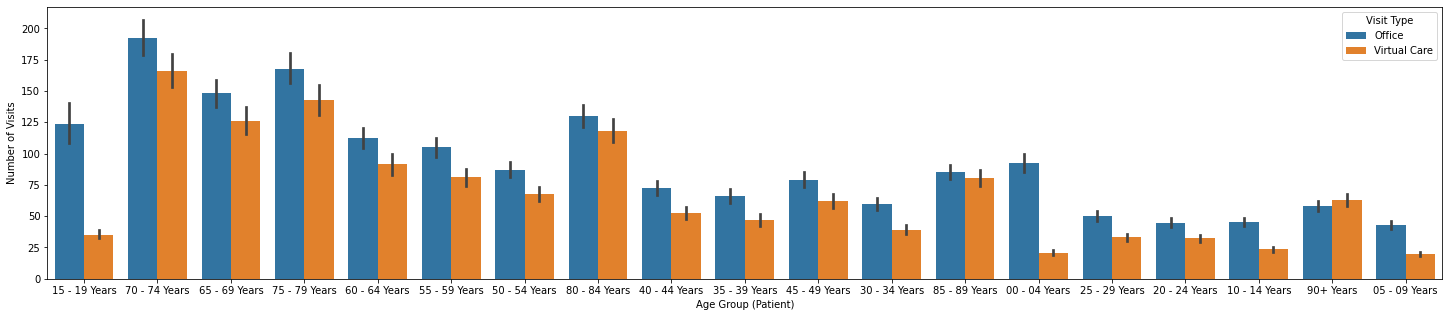 200
175
150
125
100
75
50
25
0
Number of Visits
Visit Type
Office
Virtual Care
15 - 19 Years 70 - 74 Years 65 - 69 Years 75 - 79 Years 60 - 64 Years 55 - 59 Years 50 - 54 Years 80 - 84 Years 40 - 44 Years 35 - 39 Years 45 - 49 Years 30 - 34 Years 85 - 89 Years 00 - 04 Years 25 - 29 Years 20 - 24 Years 10 - 14 Years 90+ Years 05 - 09 Years
Age Group (Patient)